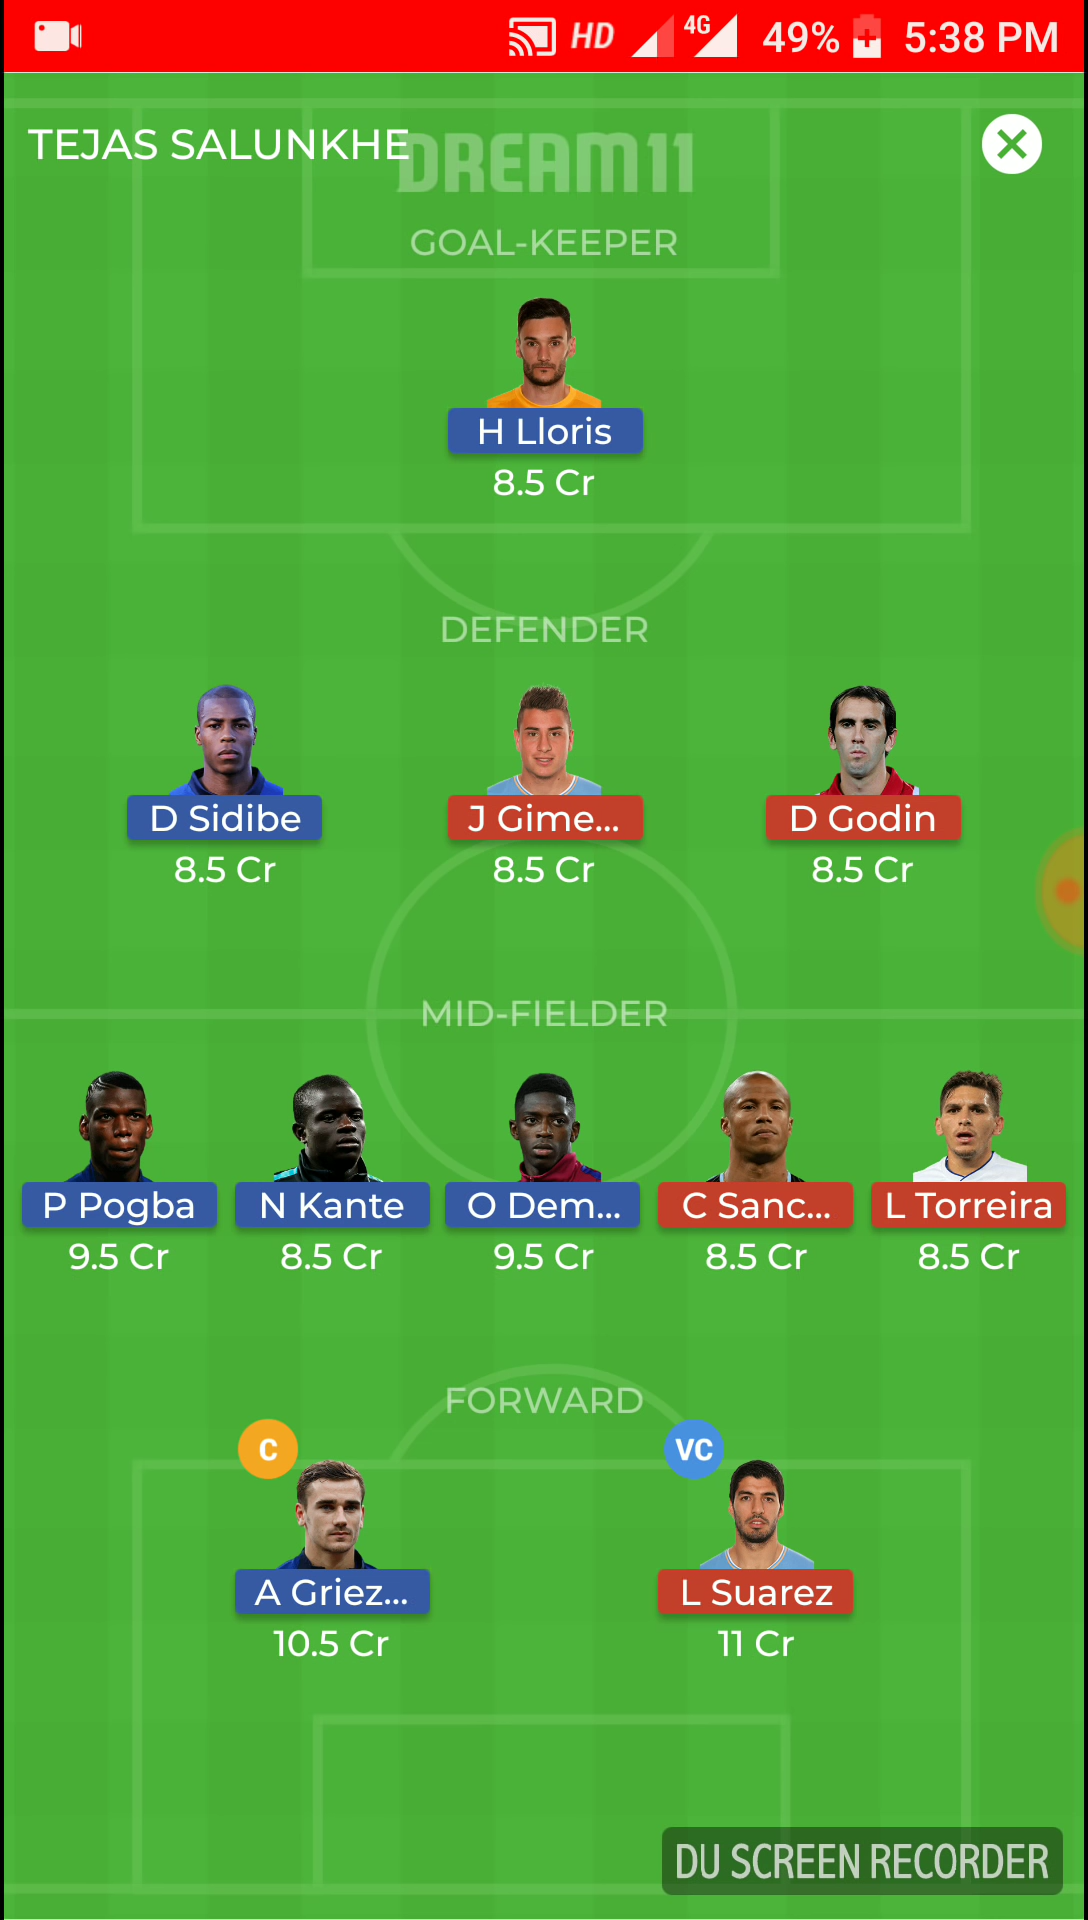 HD 4G 49% 5:38 PM
TEJAS SALUNKHE
DREAM11
GOAL-KEEPER
H Lloris
8.5 Cr
DEFENDER
D Sidibe J Gime... D Godin
8.5 Cr 8.5 Cr 8.5 Cr
MID-FIELDER
P Pogba N Kante O Dem... C Sanc... L Torreira
9.5 Cr 8.5 Cr 9.5 Cr 8.5 Cr 8.5 Cr
FORWARD
C VC
A Griez... L Suarez
10.5 Cr 11 Cr
DU SCREEN RECORDER